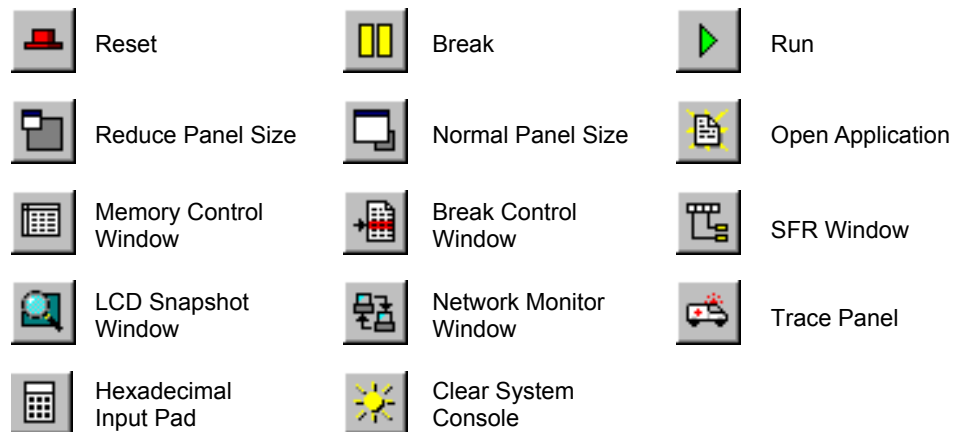 Reset
Break
Run
Reduce Panel Size
Normal Panel Size
Open Application
Memory Control
Window
Break Control
Window
SFR Window
LCD Snapshot
Window
Network Monitor
Window
Trace Panel
Hexadecimal
Input Pad
Clear System
Console